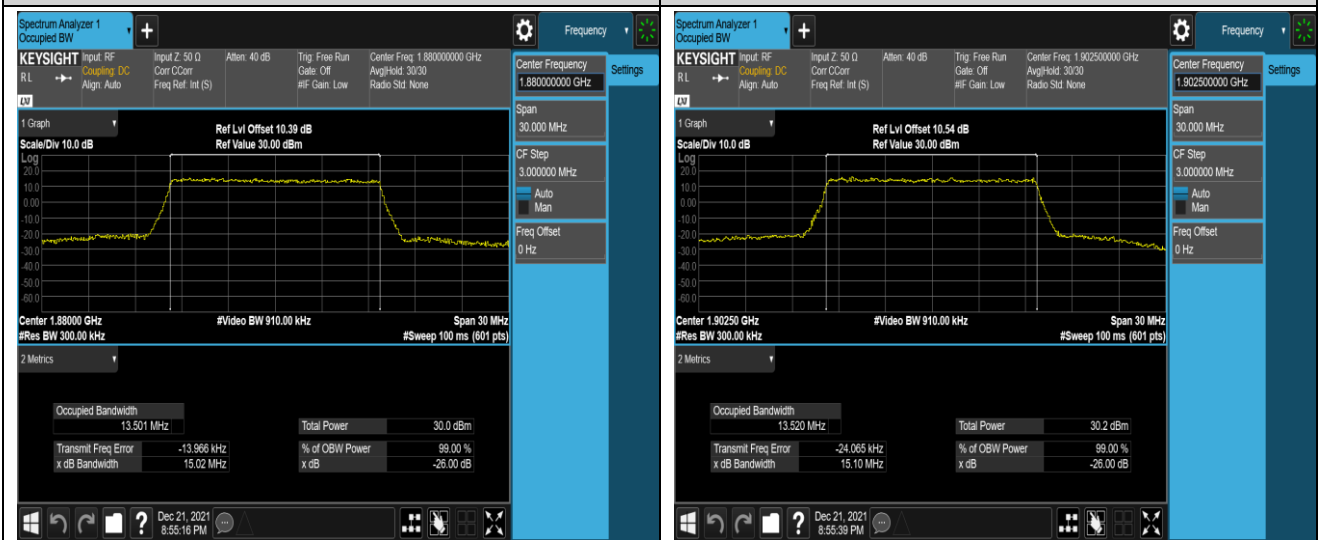 Spectrum Analyzer 1
Occupied BW
+
Frequency
KEYSIGHT
RL
LXI
Input: RF
Coupling: DC
Align: Auto
Input Z: 50 Ω
Corr CCorr
Freq Ref: Int (S)
Atten: 40 dB
Trig: Free Run
Gate: Off
#IF Gain: Low
Center Freq: 1.880000000 GHz
Avg|Hold: 30/30
Radio Std: None
Center Frequency
1.880000000 GHz
Settings
Span
30.000 MHz
CF Step
3.000000 MHz
Auto
Man
Freq Offset
0 Hz
1 Graph
Scale/Div 10.0 dB
Ref Lvl Offset 10.39 dB
Ref Value 30.00 dBm
Log
20.0
10.0
0.00
-10.0
-20.0
-30.0
-40.0
-50.0
-60.0
Center 1.88000 GHz
#Video BW 910.00 kHz
Span 30 MHz
#Res BW 300.00 kHz
#Sweep 100 ms (601 pts)
2 Metrics
Occupied Bandwidth
13.501 MHz
Total Power 30.0 dBm
Transmit Freq Error -13.966 kHz
% of OBW Power 99.00 %
x dB Bandwidth 15.02 MHz
x dB -26.00 dB
?
Dec 21, 2021
8:55:16 PM
Spectrum Analyzer 1
Occupied BW
+
Frequency
KEYSIGHT
RL
LXI
Input: RF
Coupling: DC
Align: Auto
Input Z: 50 Ω
Corr CCorr
Freq Ref: Int (S)
Atten: 40 dB
Trig: Free Run
Gate: Off
#IF Gain: Low
Center Freq: 1.902500000 GHz
Avg|Hold: 30/30
Radio Std: None
Center Frequency
1.902500000 GHz
Settings
Span
30.000 MHz
CF Step
3.000000 MHz
Auto
Man
Freq Offset
0 Hz
1 Graph
Scale/Div 10.0 dB
Ref Lvl Offset 10.54 dB
Ref Value 30.00 dBm
Log
20.0
10.0
0.00
-10.0
-20.0
-30.0
-40.0
-50.0
-60.0
Center 1.90250 GHz
#Video BW 910.00 kHz
Span 30 MHz
#Res BW 300.00 kHz
#Sweep 100 ms (601 pts)
2 Metrics
Occupied Bandwidth
13.520 MHz
Total Power 30.2 dBm
Transmit Freq Error -24.065 kHz
% of OBW Power 99.00 %
x dB Bandwidth 15.10 MHz
x dB -26.00 dB
?
Dec 21, 2021
8:55:39 PM